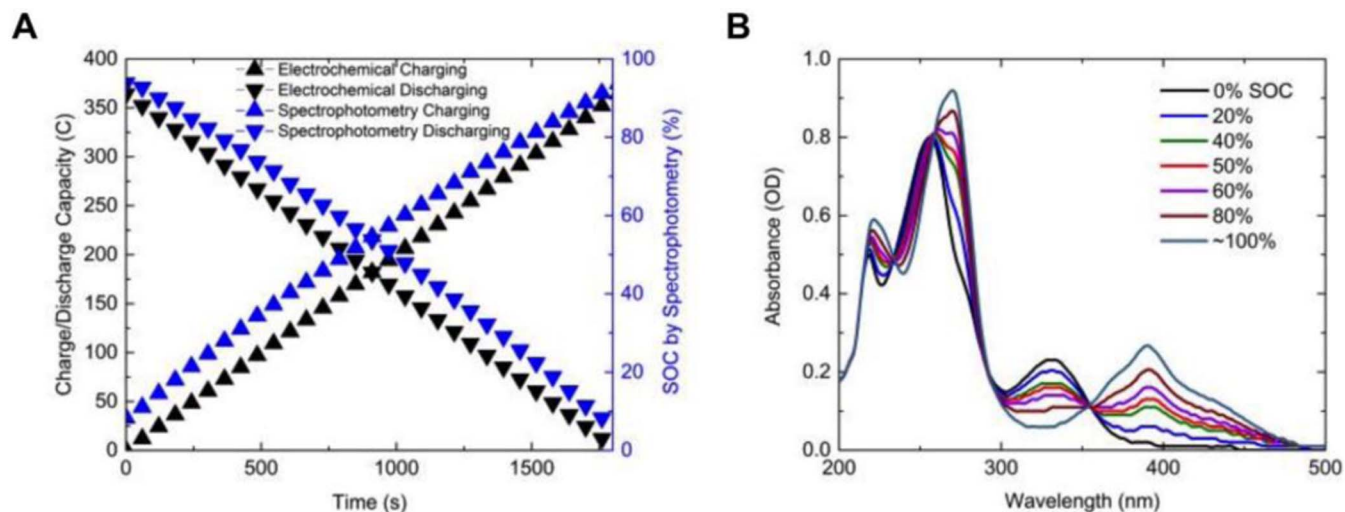 A
Charge/Discharge Capacity (C)
400
350
300
250
200
150
100
50
0
Electrochemical Charging
Electrochemical Discharging
Spectrophotometry Charging
Spectrophotometry Discharging
100
80
60
40
20
0
SOC by Spectrophotometry (%)
0
500
1000
1500
Time (s)
B
Absorbance (OD)
1.0
0.8
0.6
0.4
0.2
0.0
0% SOC
20%
40%
50%
60%
80%
~100%
200
300
400
500
Wavelength (nm)